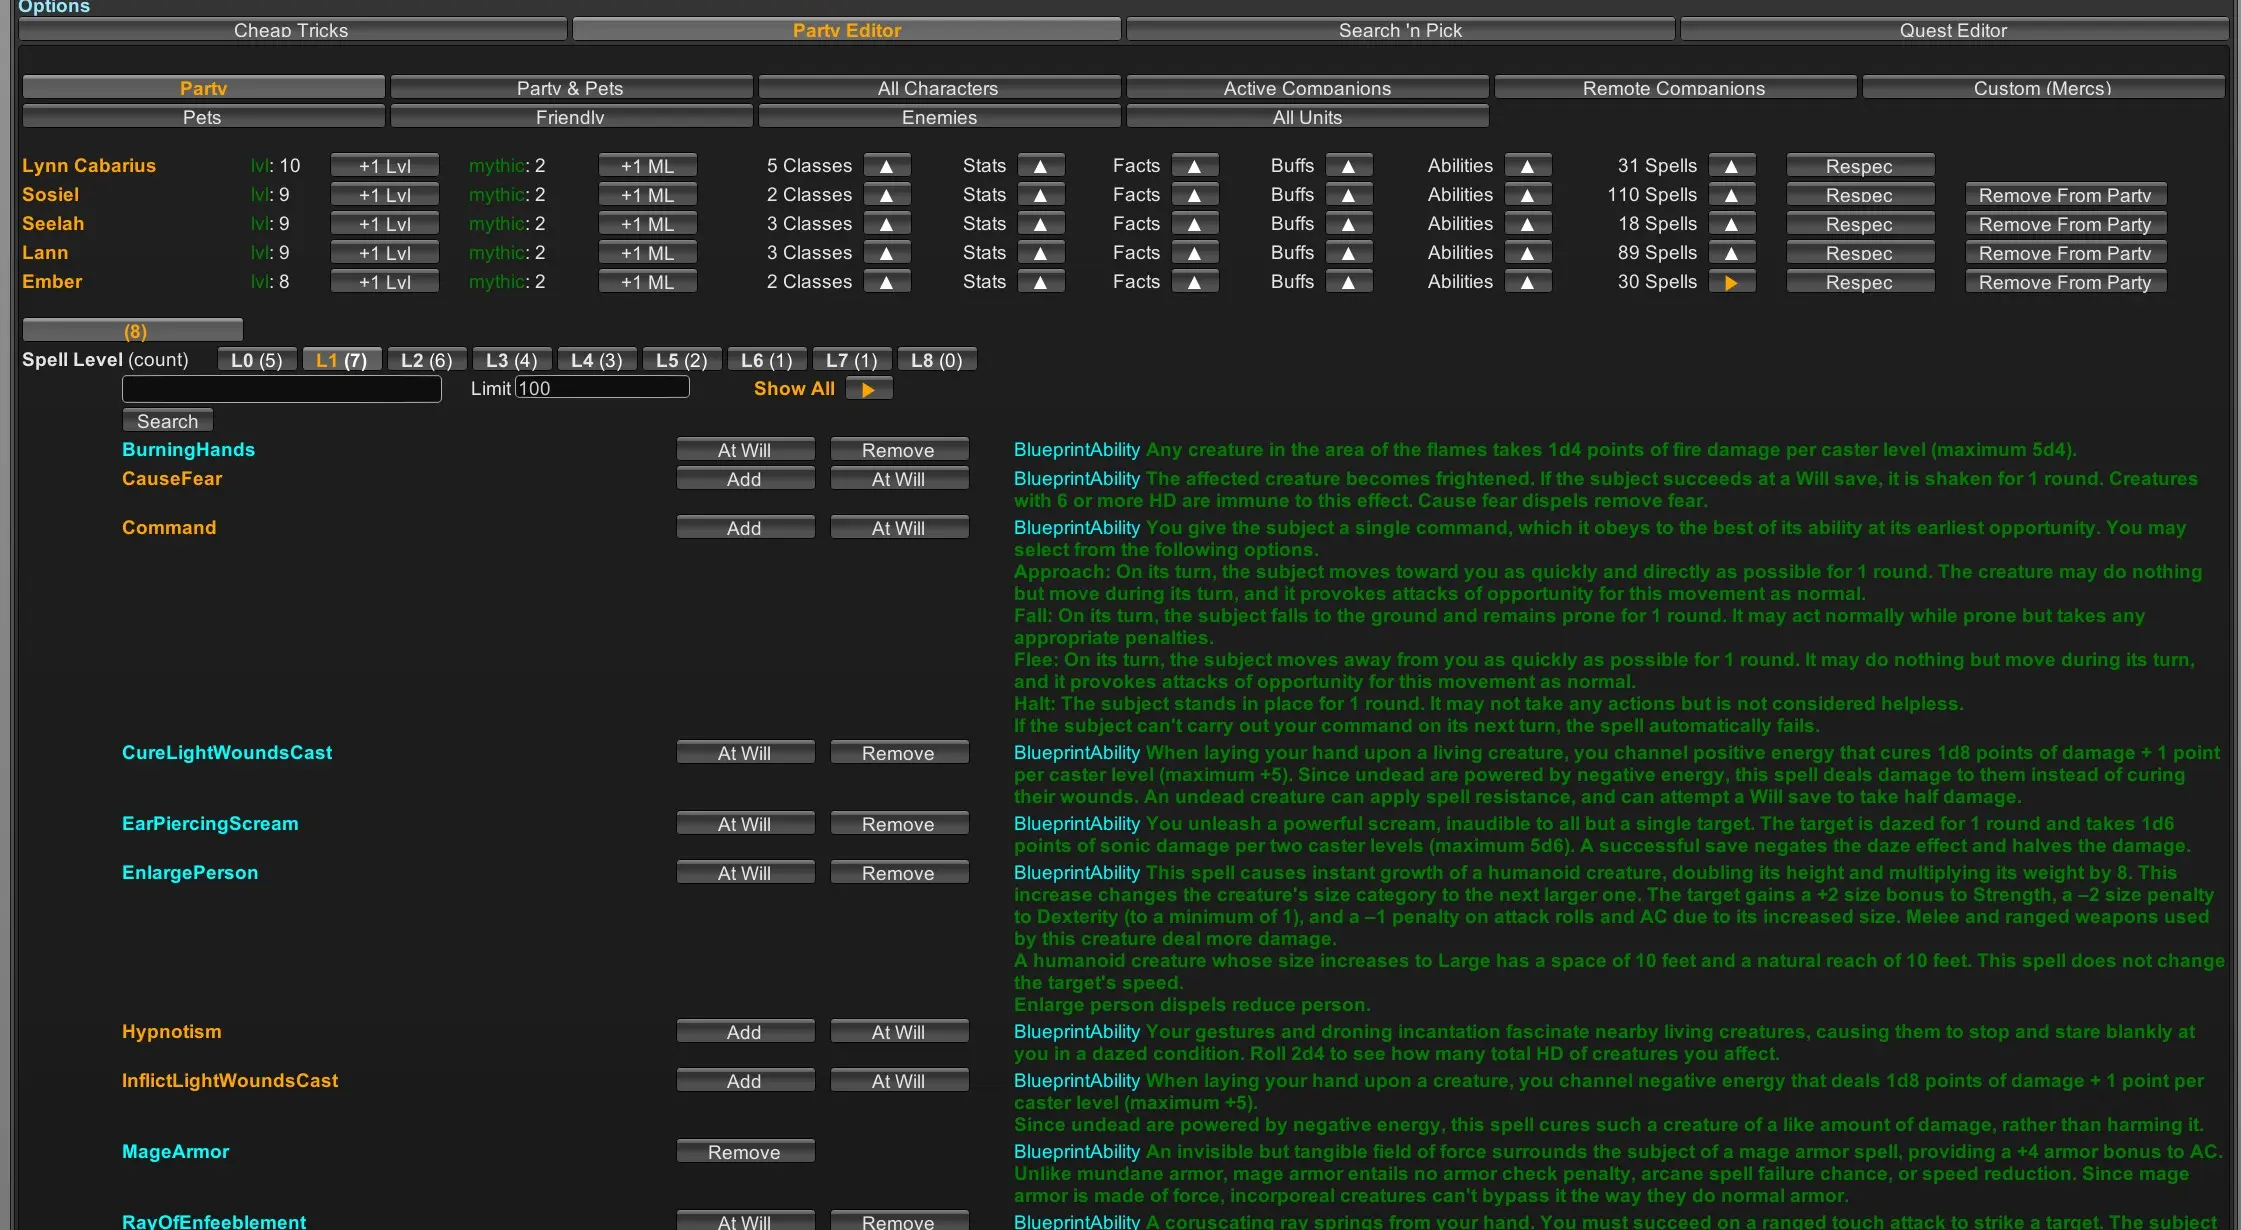 Options
Cheap Tricks Party Editor Search 'n Pick Quest Editor
Party Party & Pets All Characters Active Companions Remote Companions Custom (Mercs)
Pets Friendly Enemies All Units
Lynn Cabarius lvl: 10 +1 Lvl mythic: 2 +1 ML 5 Classes ▲ Stats ▲ Facts ▲ Buffs ▲ Abilities ▲ 31 Spells ▲ Respec
Sosiel lvl: 9 +1 Lvl mythic: 2 +1 ML 2 Classes ▲ Stats ▲ Facts ▲ Buffs ▲ Abilities ▲ 110 Spells ▲ Respec Remove From Party
Seelah lvl: 9 +1 Lvl mythic: 2 +1 ML 3 Classes ▲ Stats ▲ Facts ▲ Buffs ▲ Abilities ▲ 18 Spells ▲ Respec Remove From Party
Lann lvl: 9 +1 Lvl mythic: 2 +1 ML 3 Classes ▲ Stats ▲ Facts ▲ Buffs ▲ Abilities ▲ 89 Spells ▲ Respec Remove From Party
Ember lvl: 8 +1 Lvl mythic: 2 +1 ML 2 Classes ▲ Stats ▲ Facts ▲ Buffs ▲ Abilities ▲ 30 Spells ▶ Respec Remove From Party
(8)
Spell Level (count) L0 (5) L1 (7) L2 (6) L3 (4) L4 (3) L5 (2) L6 (1) L7 (1) L8 (0)
Limit 100 Show All ▶
Search
BurningHands At Will Remove BlueprintAbility Any creature in the area of the flames takes 1d4 points of fire damage per caster level (maximum 5d4).
CauseFear Add At Will BlueprintAbility The affected creature becomes frightened. If the subject succeeds at a Will save, it is shaken for 1 round. Creatures
with 6 or more HD are immune to this effect. Cause fear dispels remove fear.
Command Add At Will BlueprintAbility You give the subject a single command, which it obeys to the best of its ability at its earliest opportunity. You may
select from the following options.
Approach: On its turn, the subject moves toward you as quickly and directly as possible for 1 round. The creature may do nothing
but move during its turn, and it provokes attacks of opportunity for this movement as normal.
Fall: On its turn, the subject falls to the ground and remains prone for 1 round. It may act normally while prone but takes any
appropriate penalties.
Flee: On its turn, the subject moves away from you as quickly as possible for 1 round. It may do nothing but move during its turn,
and it provokes attacks of opportunity for this movement as normal.
Halt: The subject stands in place for 1 round. It may not take any actions but is not considered helpless.
If the subject can't carry out your command on its next turn, the spell automatically fails.
CureLightWoundsCast At Will Remove BlueprintAbility When laying your hand upon a living creature, you channel positive energy that cures 1d8 points of damage + 1 point
per caster level (maximum +5). Since undead are powered by negative energy, this spell deals damage to them instead of curing
their wounds. An undead creature can apply spell resistance, and can attempt a Will save to take half damage.
EarPiercingScream At Will Remove BlueprintAbility You unleash a powerful scream, inaudible to all but a single target. The target is dazed for 1 round and takes 1d6
points of sonic damage per two caster levels (maximum 5d6). A successful save negates the daze effect and halves the damage.
EnlargePerson At Will Remove BlueprintAbility This spell causes instant growth of a humanoid creature, doubling its height and multiplying its weight by 8. This
increase changes the creature's size category to the next larger one. The target gains a +2 size bonus to Strength, a –2 size penalty
to Dexterity (to a minimum of 1), and a –1 penalty on attack rolls and AC due to its increased size. Melee and ranged weapons used
by this creature deal more damage.
A humanoid creature whose size increases to Large has a space of 10 feet and a natural reach of 10 feet. This spell does not change
the target's speed.
Enlarge person dispels reduce person.
Hypnotism Add At Will BlueprintAbility Your gestures and droning incantation fascinate nearby living creatures, causing them to stop and stare blankly at
you in a dazed condition. Roll 2d4 to see how many total HD of creatures you affect.
InflictLightWoundsCast Add At Will BlueprintAbility When laying your hand upon a creature, you channel negative energy that deals 1d8 points of damage + 1 point per
caster level (maximum +5).
Since undead are powered by negative energy, this spell cures such a creature of a like amount of damage, rather than harming it.
MageArmor Remove BlueprintAbility An invisible but tangible field of force surrounds the subject of a mage armor spell, providing a +4 armor bonus to AC.
Unlike mundane armor, mage armor entails no armor check penalty, arcane spell failure chance, or speed reduction. Since mage
armor is made of force, incorporeal creatures can't bypass it the way they do normal armor.
RayOfEnfeeblement At Will Remove BlueprintAbility A coruscating ray springs from your hand. You must succeed on a ranged touch attack to strike a target. The subject